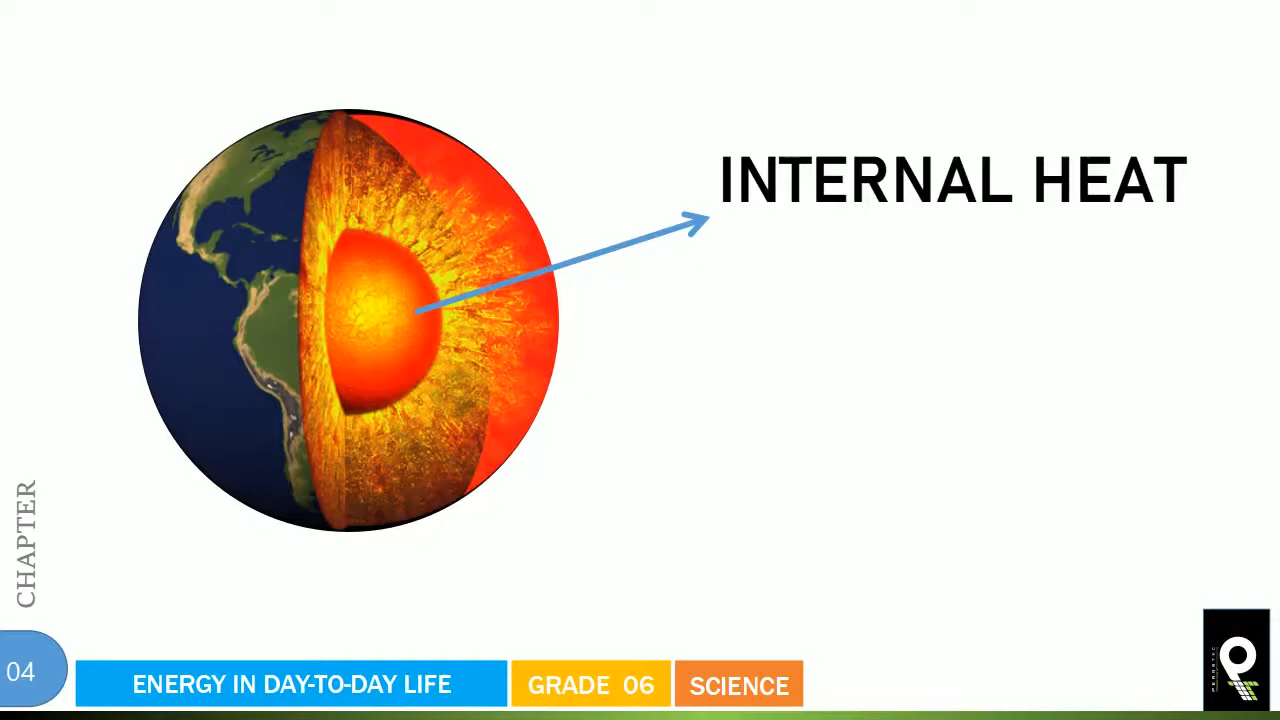 INTERNAL HEAT
CHAPTER
04
ENERGY IN DAY-TO-DAY LIFE
GRADE 06
SCIENCE